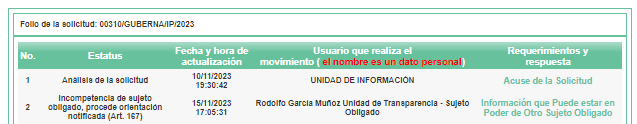 Folio de la solicitud: 00310/GUBERNA/IP/2023
No.
Estatus
Fecha y hora de
actualización
Usuario que realiza el
movimiento ( el nombre es un dato personal)
Requerimientos y
respuesta
1
Análisis de la solicitud
10/11/2023
19:30:42
UNIDAD DE INFORMACIÓN
Acuse de la Solicitud
2
Incompetencia de sujeto
obligado, procede orientación
notificada (Art. 167)
15/11/2023
17:05:31
Rodolfo García Muñoz Unidad de Transparencia - Sujeto
Obligado
Información que Puede estar en
Poder de Otro Sujeto Obligado